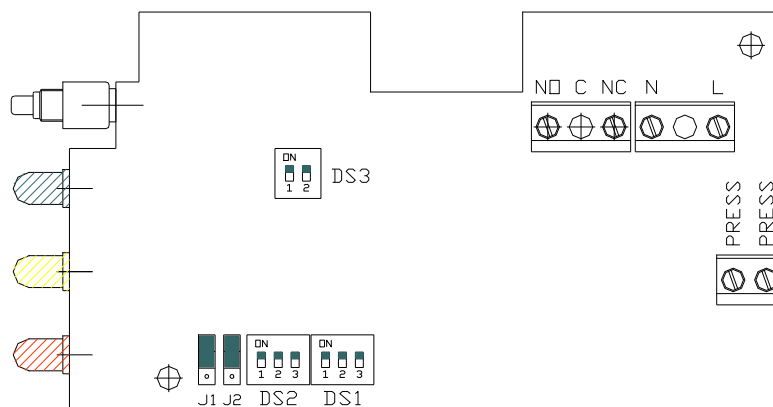 NO C NC N L
ON
1 2
DS3
PRESS PRESS
ON
1 2 3
ON
1 2 3
J1 J2 DS2 DS1